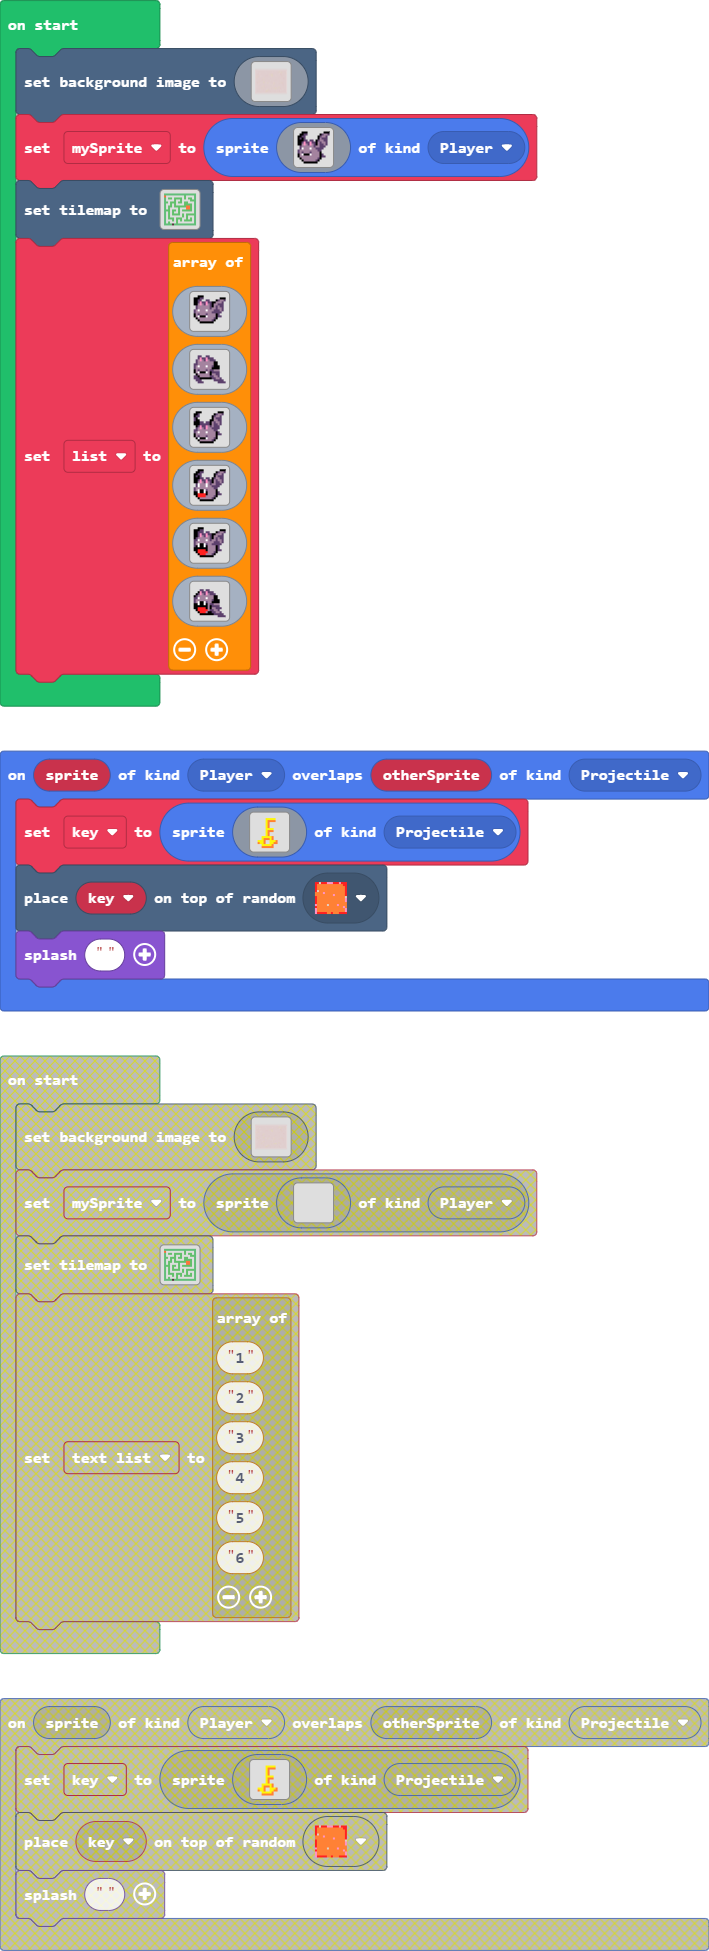 on start
set background image to
set mySprite to sprite of kind Player
set tilemap to
array of
set list to
on sprite of kind Player overlaps otherSprite of kind Projectile
set key to sprite of kind Projectile
place key on top of random
splash " "
on start
set background image to
set mySprite to sprite of kind Player
set tilemap to
array of
"1"
"2"
"3"
"4"
set text list to
"5"
"6"
on sprite of kind Player overlaps otherSprite of kind Projectile
set key to sprite of kind Projectile
place key on top of random
splash " "